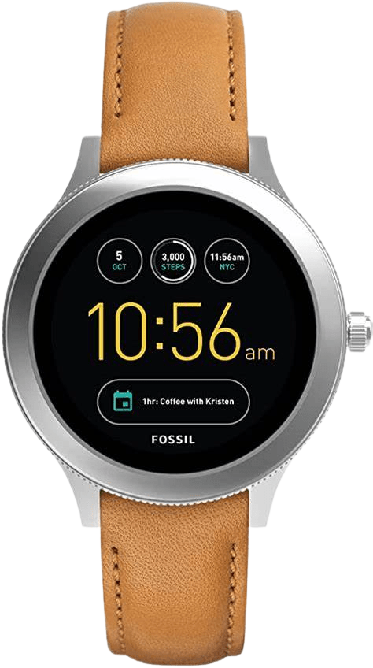 5
OCT
3,000
STEPS
11:56am
NYC
10:56am
1hr: Coffee with Kristen
FOSSIL